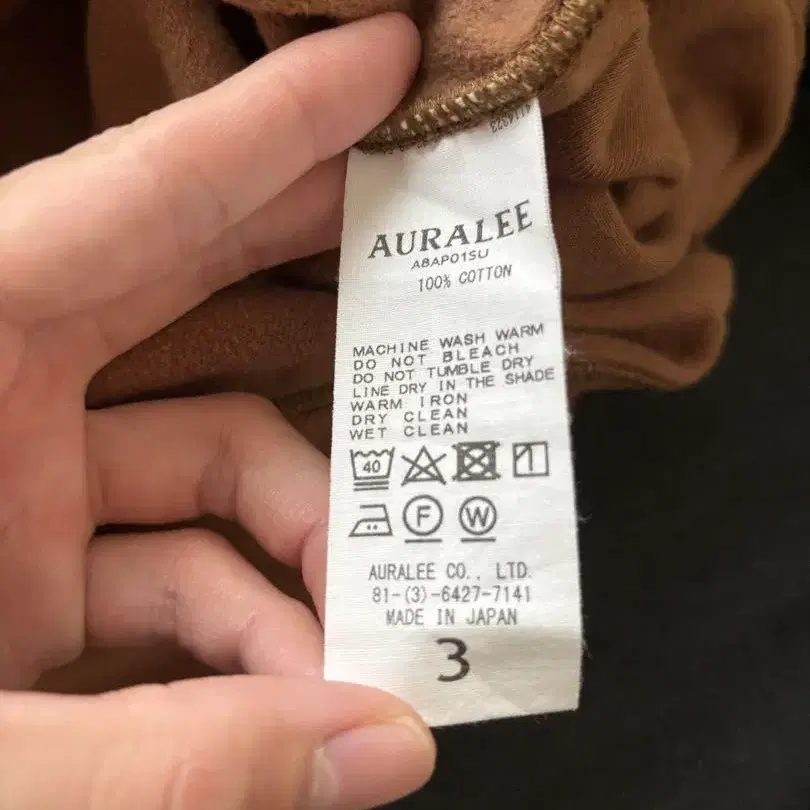 AURALEE
A8AP01SU
100% COTTON
MACHINE WASH WARM
DO NOT BLEACH
DO NOT TUMBLE DRY
LINE DRY IN THE SHADE
WARM IRON
DRY CLEAN
WET CLEAN
40
F W
AURALEE CO., LTD.
81-(3)-6427-7141
MADE IN JAPAN
3